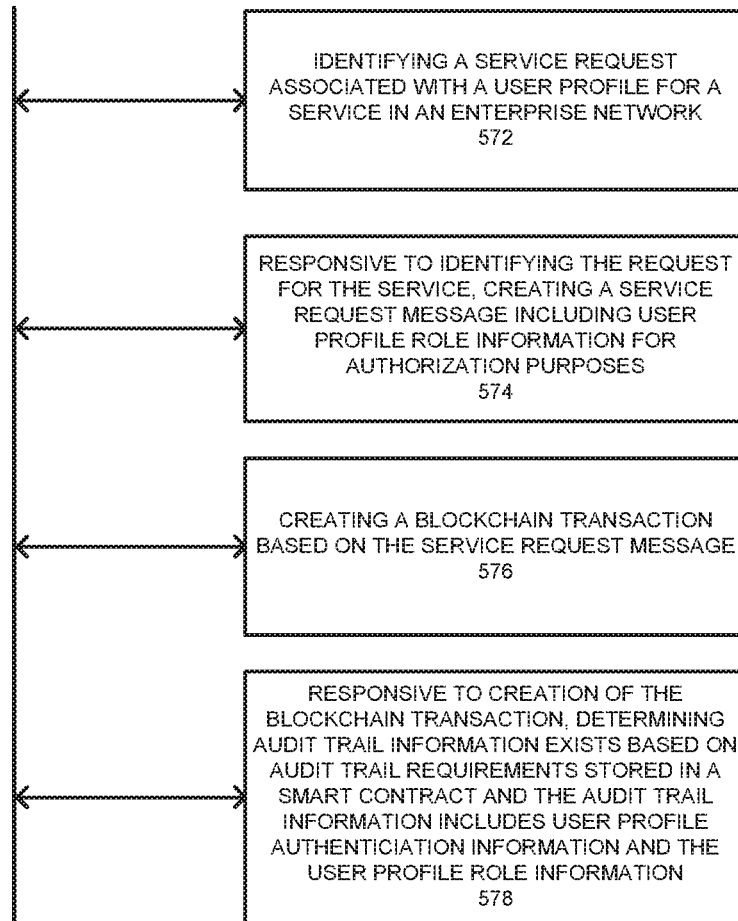 IDENTIFYING A SERVICE REQUEST
ASSOCIATED WITH A USER PROFILE FOR A
SERVICE IN AN ENTERPRISE NETWORK
572
RESPONSIVE TO IDENTIFYING THE REQUEST
FOR THE SERVICE, CREATING A SERVICE
REQUEST MESSAGE INCLUDING USER
PROFILE ROLE INFORMATION FOR
AUTHORIZATION PURPOSES
574
CREATING A BLOCKCHAIN TRANSACTION
BASED ON THE SERVICE REQUEST MESSAGE
576
RESPONSIVE TO CREATION OF THE
BLOCKCHAIN TRANSACTION, DETERMINING
AUDIT TRAIL INFORMATION EXISTS BASED ON
AUDIT TRAIL REQUIREMENTS STORED IN A
SMART CONTRACT AND THE AUDIT TRAIL
INFORMATION INCLUDES USER PROFILE
AUTHENTICIATION INFORMATION AND THE
USER PROFILE ROLE INFORMATION
578